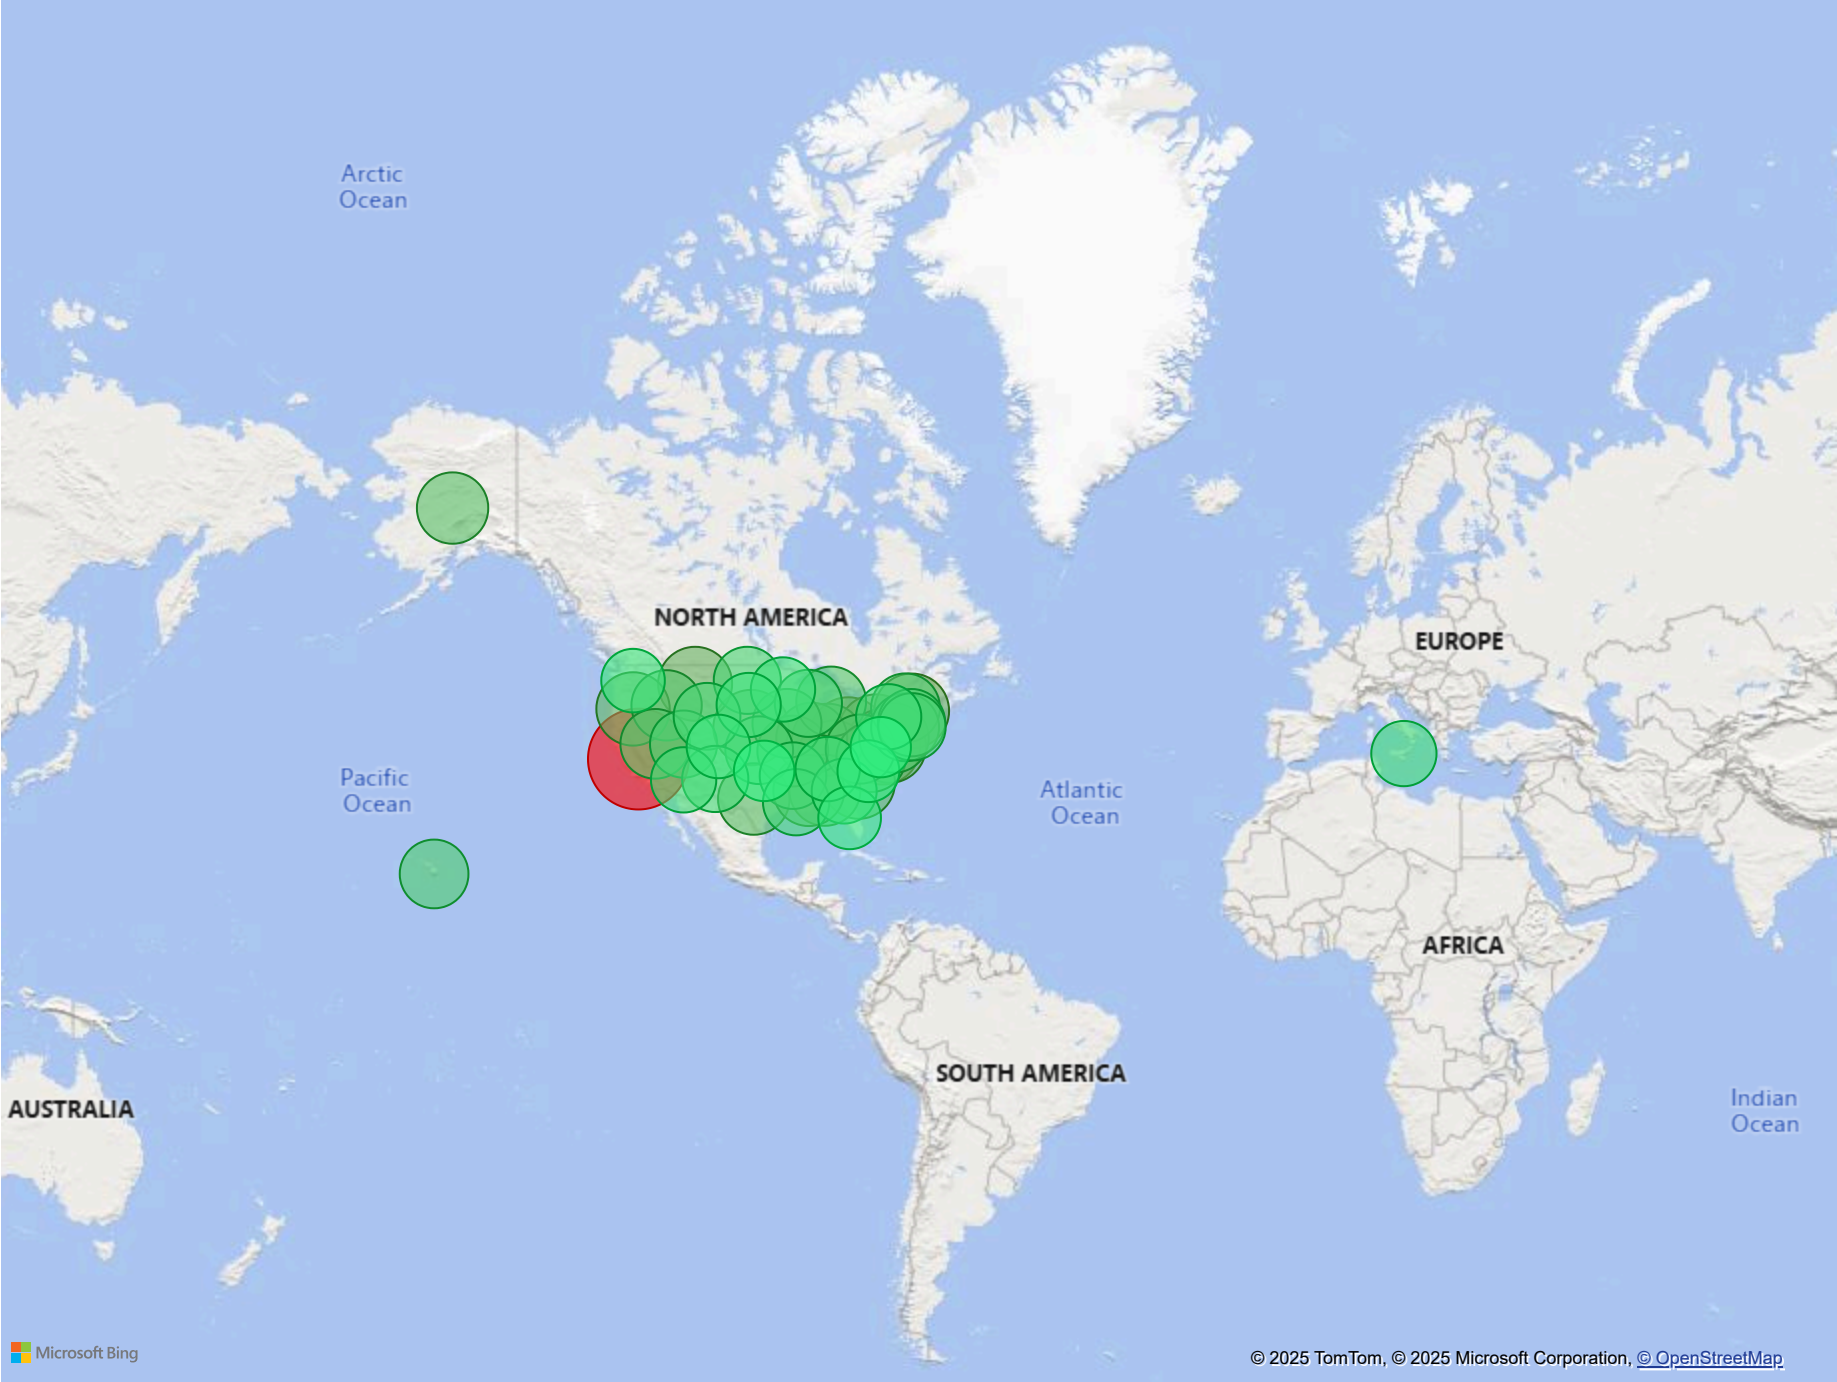 Arctic
Ocean
NORTH AMERICA
EUROPE
Pacific
Ocean
Atlantic
Ocean
AFRICA
SOUTH AMERICA
AUSTRALIA
Indian
Ocean
Microsoft Bing
© 2025 TomTom, © 2025 Microsoft Corporation, © OpenStreetMap